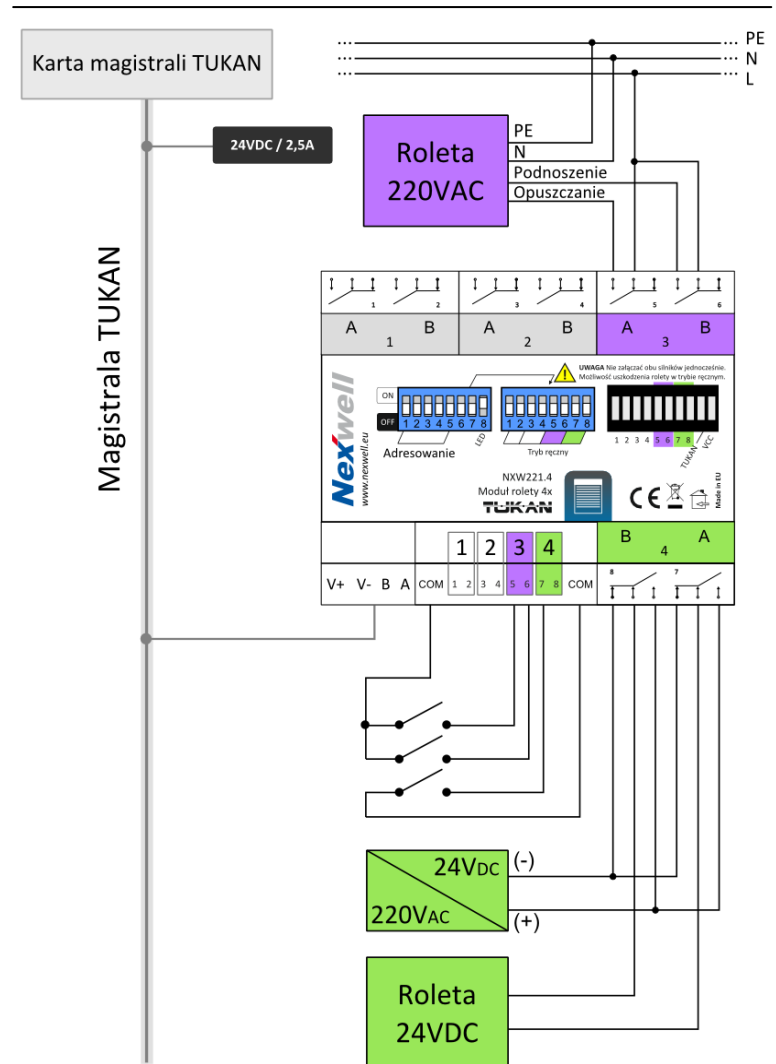 Karta magistrali TUKAN
PE
N
L
24VDC / 2,5A
Roleta
220VAC
PE
N
Podnoszenie
Opuszczanie
Magistrala TUKAN
1 2 3 4 5 6
A B A B A B
1 2 3
UWAGA Nie załączać obu silników jednocześnie.
Możliwość uszkodzenia rolety w trybie ręcznym.
Nexwell
www.nexwell.eu
ON
OFF
1 2 3 4 5 6 7 8
LED
Adresowanie
1 2 3 4 5 6 7 8
Tryb ręczny
1 2 3 4 5 6 7 8
TUKAN
VCC
NXW221.4
Moduł rolety 4x
TUKAN
CE
Made in EU
1 2 3 4
B A
4
V+ V- B A COM 1 2 3 4 5 6 7 8 COM
8 7
24VDC
220VAC
(-)
(+)
Roleta
24VDC